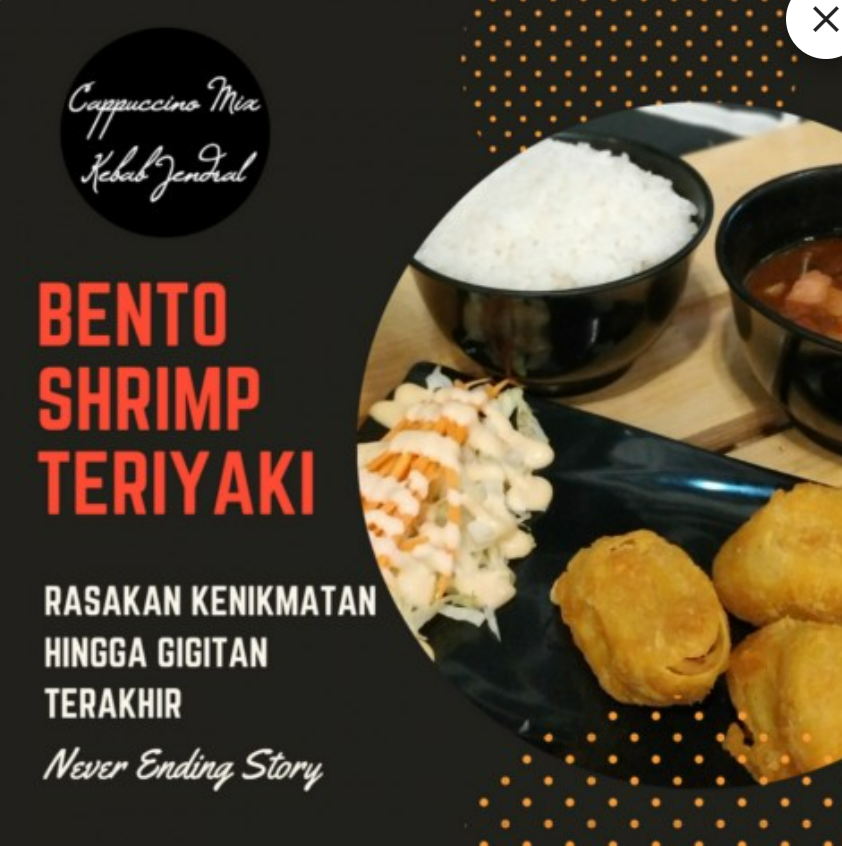 Cappuccino Mix
Kebab Jendral
BENTO
SHRIMP
TERIYAKI
RASAKAN KENIKMATAN
HINGGA GIGITAN
TERAKHIR
Never Ending Story